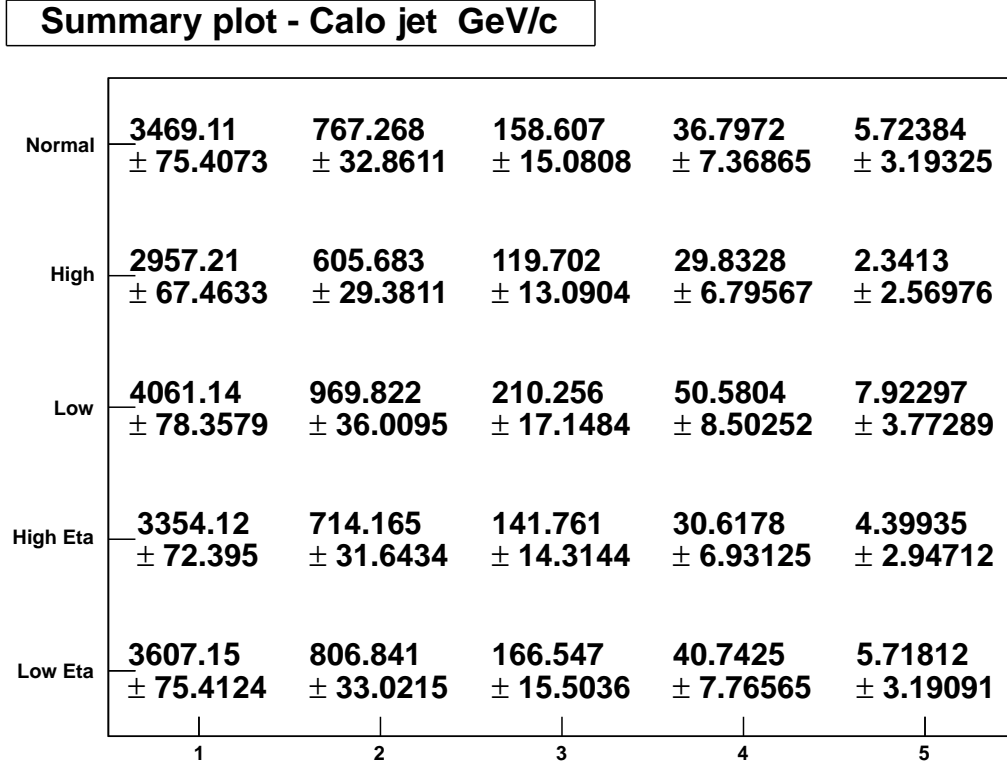 Summary plot - Calo jet GeV/c
Normal 3469.11 767.268 158.607 36.7972 5.72384
± 75.4073 ± 32.8611 ± 15.0808 ± 7.36865 ± 3.19325
High 2957.21 605.683 119.702 29.8328 2.3413
± 67.4633 ± 29.3811 ± 13.0904 ± 6.79567 ± 2.56976
Low 4061.14 969.822 210.256 50.5804 7.92297
± 78.3579 ± 36.0095 ± 17.1484 ± 8.50252 ± 3.77289
High Eta 3354.12 714.165 141.761 30.6178 4.39935
± 72.395 ± 31.6434 ± 14.3144 ± 6.93125 ± 2.94712
Low Eta 3607.15 806.841 166.547 40.7425 5.71812
± 75.4124 ± 33.0215 ± 15.5036 ± 7.76565 ± 3.19091
1 2 3 4 5